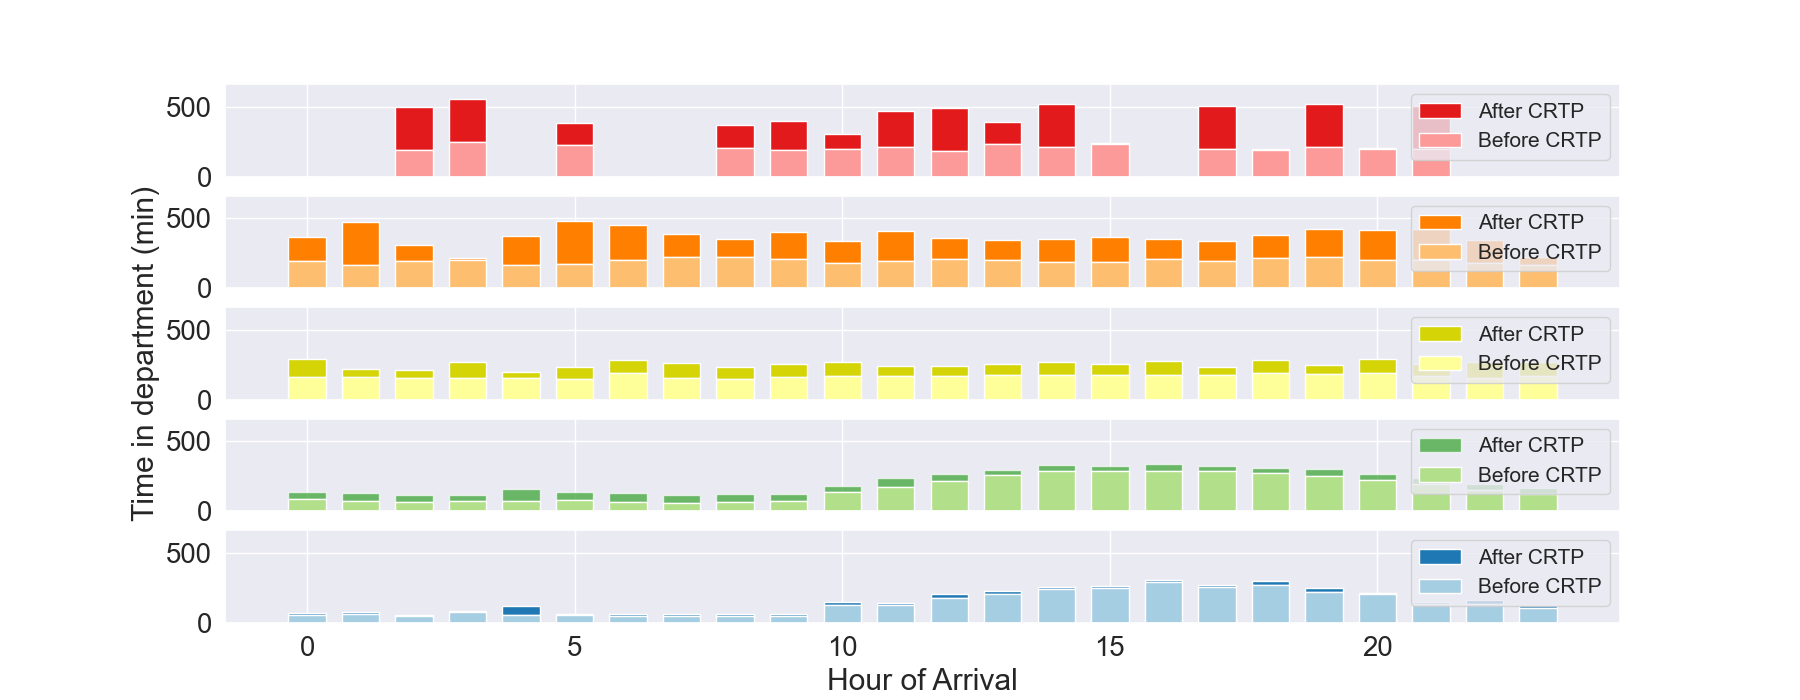 500
After CRTP
Before CRTP
0
500
After CRTP
Before CRTP
0
500
After CRTP
Before CRTP
0
500
After CRTP
Before CRTP
0
500
After CRTP
Before CRTP
0
Time in department (min)
0 5 10 15 20
Hour of Arrival